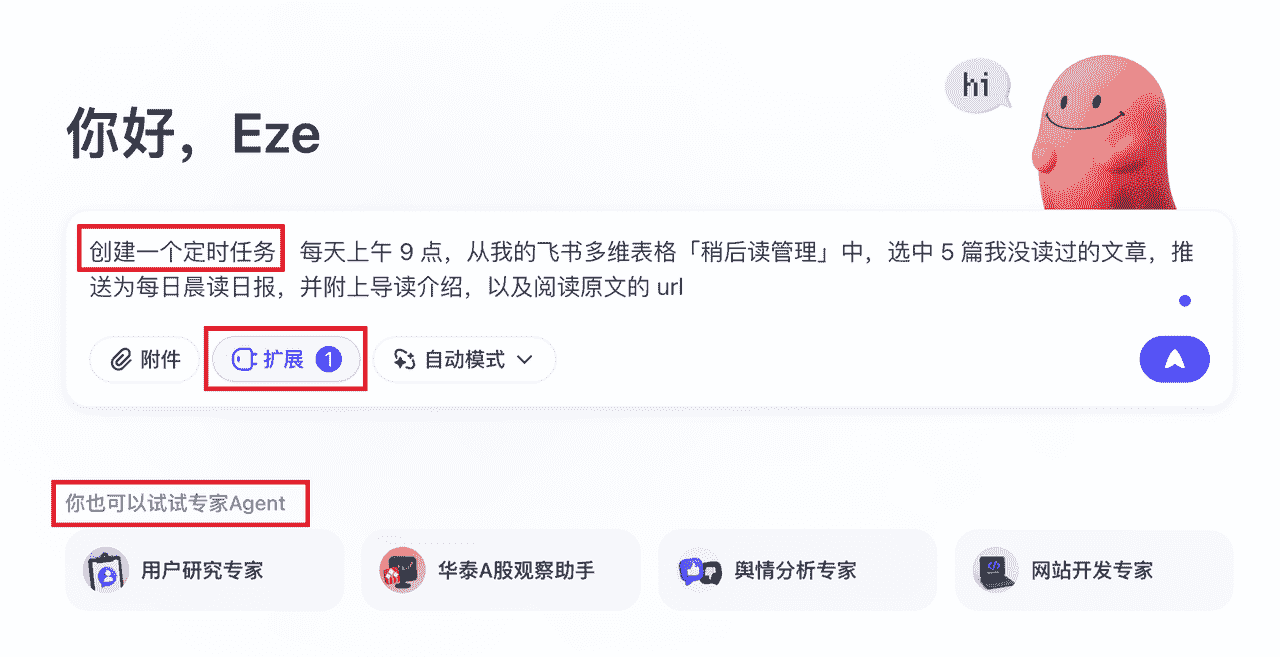 hi
你好，Eze
创建一个定时任务 每天上午 9 点，从我的飞书多维表格「稍后读管理」中，选中 5 篇我没读过的文章，推
送为每日晨读日报，并附上导读介绍，以及阅读原文的 url
附件 扩展 1 自动模式
你也可以试试专家Agent
用户研究专家 华泰A股观察助手 舆情分析专家 网站开发专家